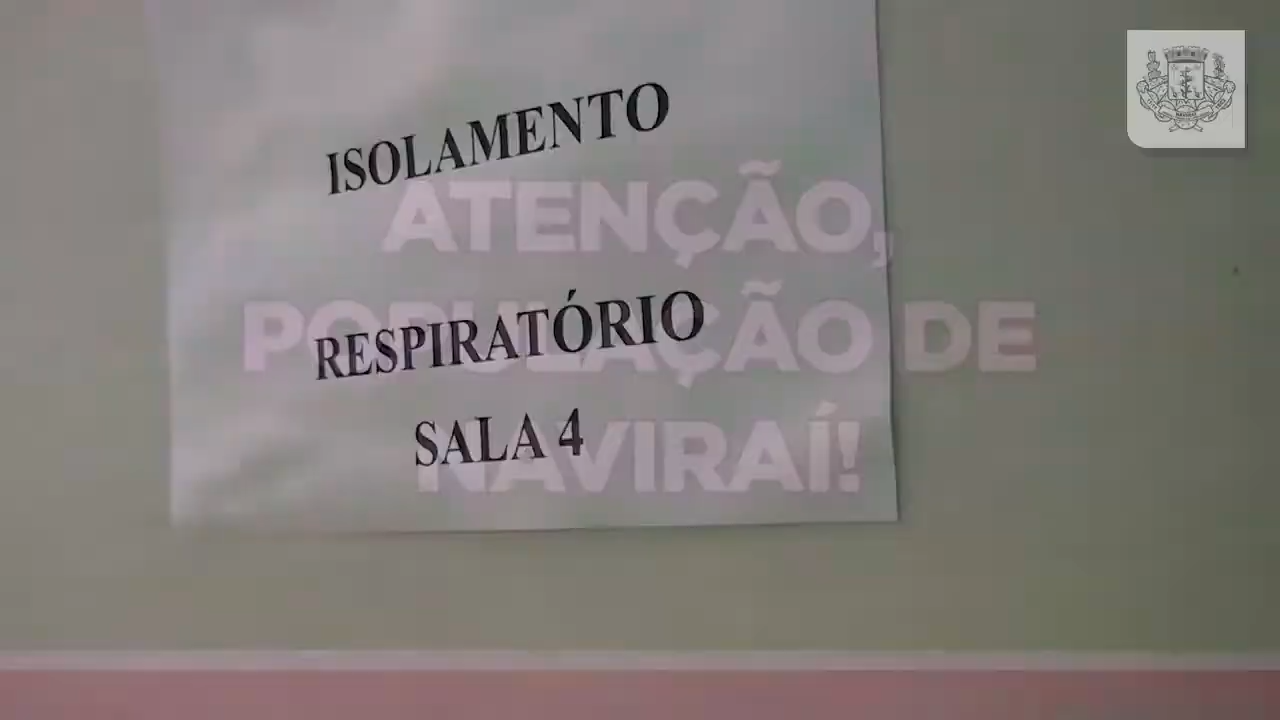 ISOLAMENTO
ATENÇÃO,
POPULAÇÃO DE
RESPIRATÓRIO
SALA 4
NAVIRAÍ!